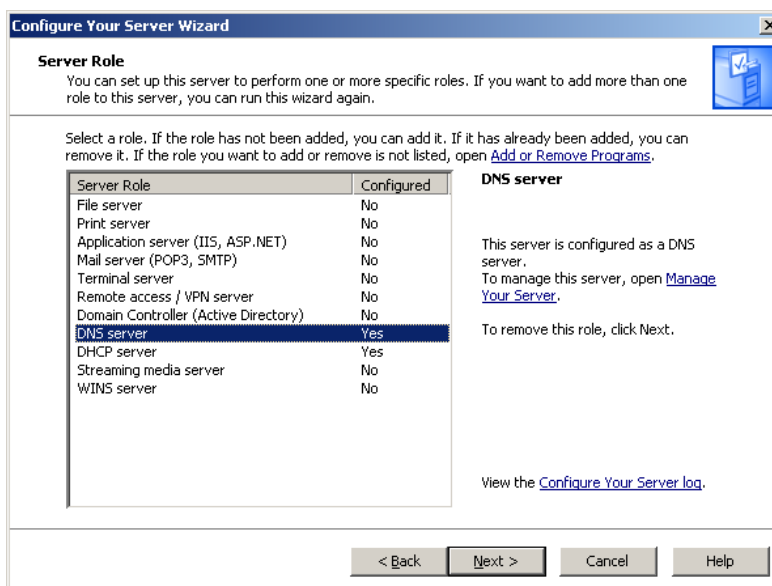 Configure Your Server Wizard
Server Role
You can set up this server to perform one or more specific roles. If you want to add more than one
role to this server, you can run this wizard again.
Select a role. If the role has not been added, you can add it. If it has already been added, you can
remove it. If the role you want to add or remove is not listed, open Add or Remove Programs.
Server Role Configured
File server No
Print server No
Application server (IIS, ASP.NET) No
Mail server (POP3, SMTP) No
Terminal server No
Remote access / VPN server No
Domain Controller (Active Directory) No
DNS server Yes
DHCP server Yes
Streaming media server No
WINS server No
DNS server
This server is configured as a DNS
server.
To manage this server, open Manage
Your Server.
To remove this role, click Next.
View the Configure Your Server log.
< Back Next > Cancel Help